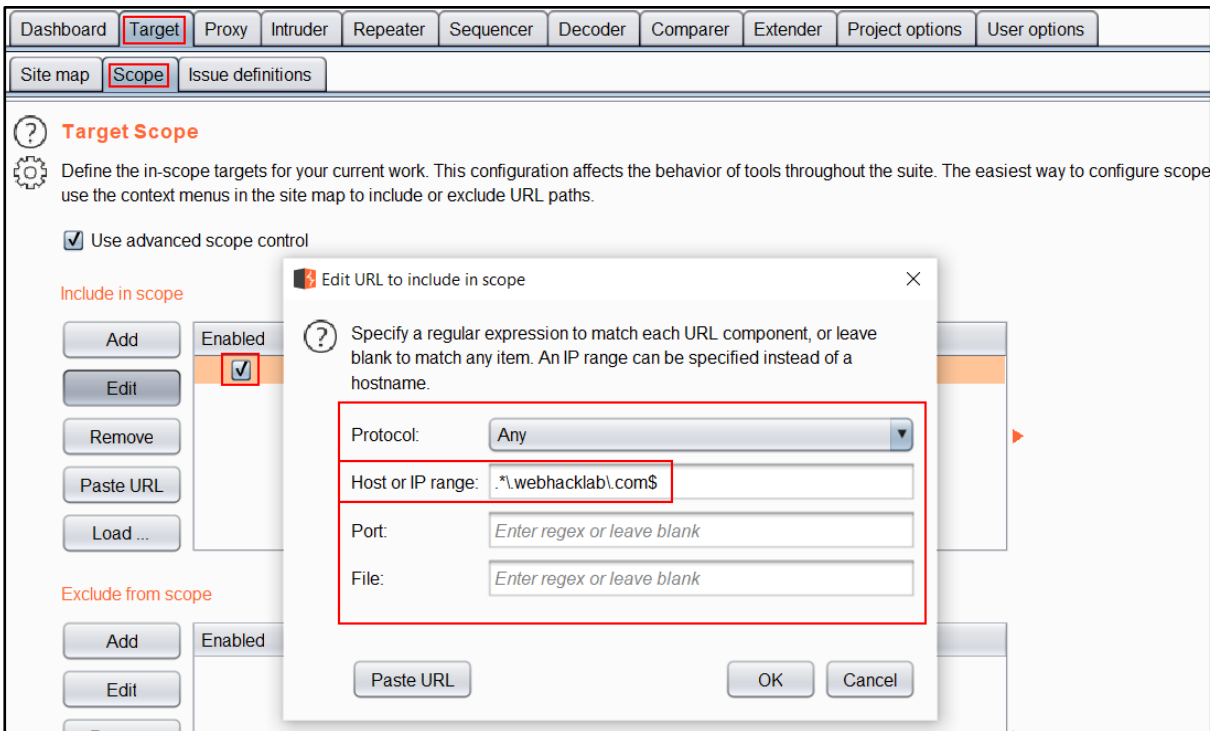 Dashboard Target Proxy Intruder Repeater Sequencer Decoder Comparer Extender Project options User options
Site map Scope Issue definitions
? Target Scope
Define the in-scope targets for your current work. This configuration affects the behavior of tools throughout the suite. The easiest way to configure scope
use the context menus in the site map to include or exclude URL paths.
Use advanced scope control
Include in scope
Add
Edit
Remove
Paste URL
Load ...
Enabled
Edit URL to include in scope
? Specify a regular expression to match each URL component, or leave
blank to match any item. An IP range can be specified instead of a
hostname.
Protocol: Any
Host or IP range: .*\.webhacklab\.com$
Port: Enter regex or leave blank
File: Enter regex or leave blank
Paste URL OK Cancel
Exclude from scope
Add
Edit
Enabled